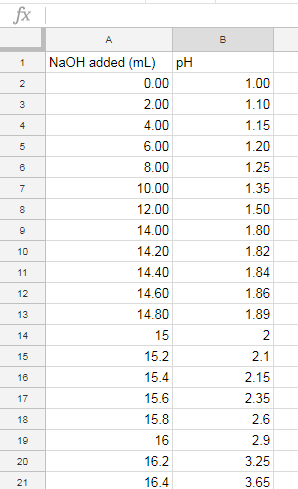 fx
A B
1 NaOH added (mL) pH
2 0.00 1.00
3 2.00 1.10
4 4.00 1.15
5 6.00 1.20
6 8.00 1.25
7 10.00 1.35
8 12.00 1.50
9 14.00 1.80
10 14.20 1.82
11 14.40 1.84
12 14.60 1.86
13 14.80 1.89
14 15 2
15 15.2 2.1
16 15.4 2.15
17 15.6 2.35
18 15.8 2.6
19 16 2.9
20 16.2 3.25
21 16.4 3.65